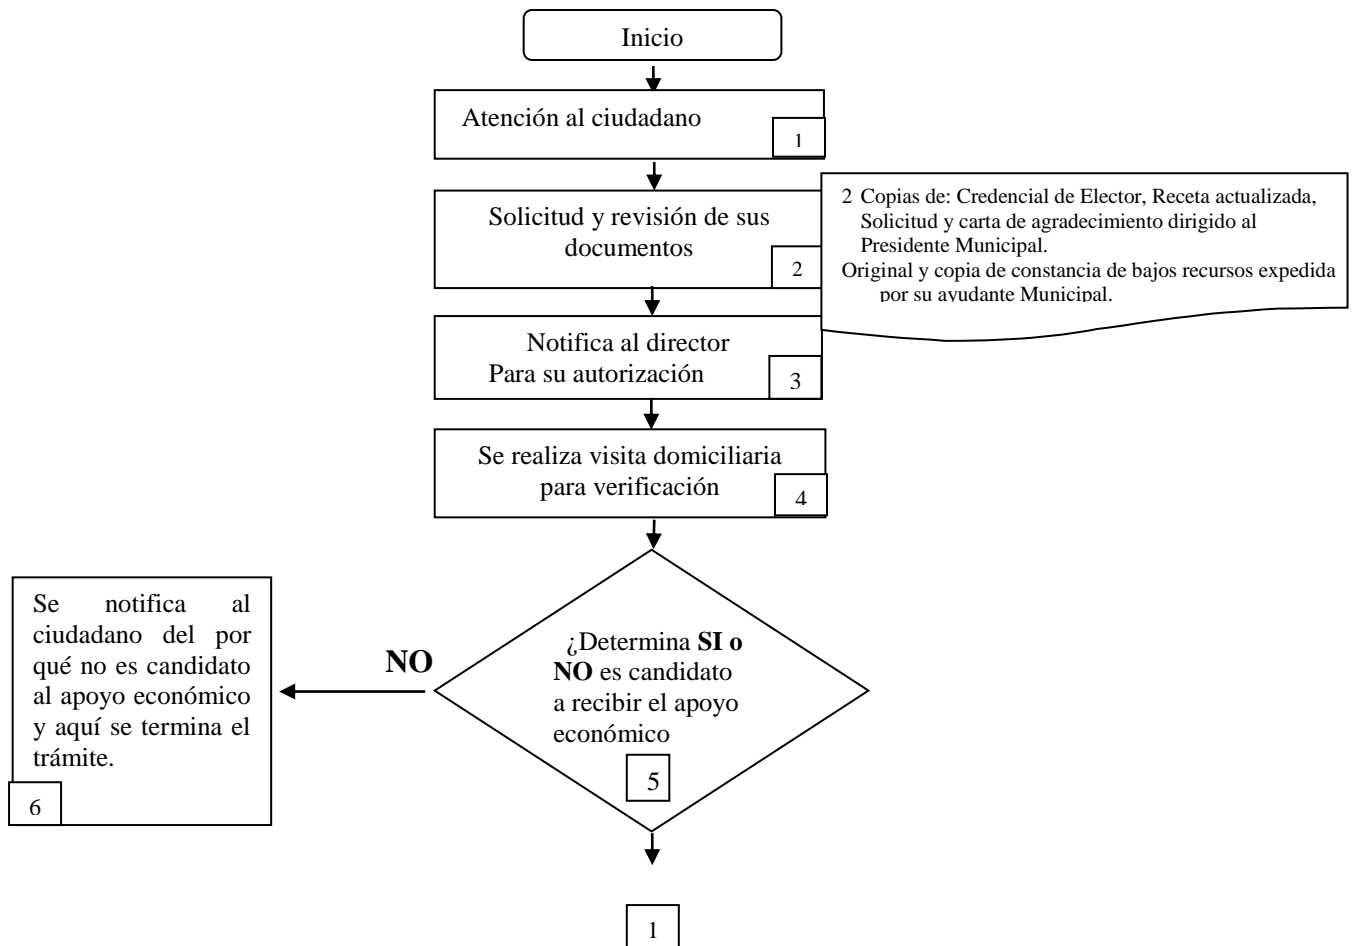 Inicio
Atención al ciudadano
1
Solicitud y revisión de sus
documentos
2
2 Copias de: Credencial de Elector, Receta actualizada,
Solicitud y carta de agradecimiento dirigido al
Presidente Municipal.
Original y copia de constancia de bajos recursos expedida
por su ayudante Municipal.
Notifica al director
Para su autorización
3
Se realiza visita domiciliaria
para verificación
4
¿Determina SI o
NO es candidato
a recibir el apoyo
económico
5
NO
Se notifica al
ciudadano del por
qué no es candidato
al apoyo económico
y aquí se termina el
trámite.
6
1